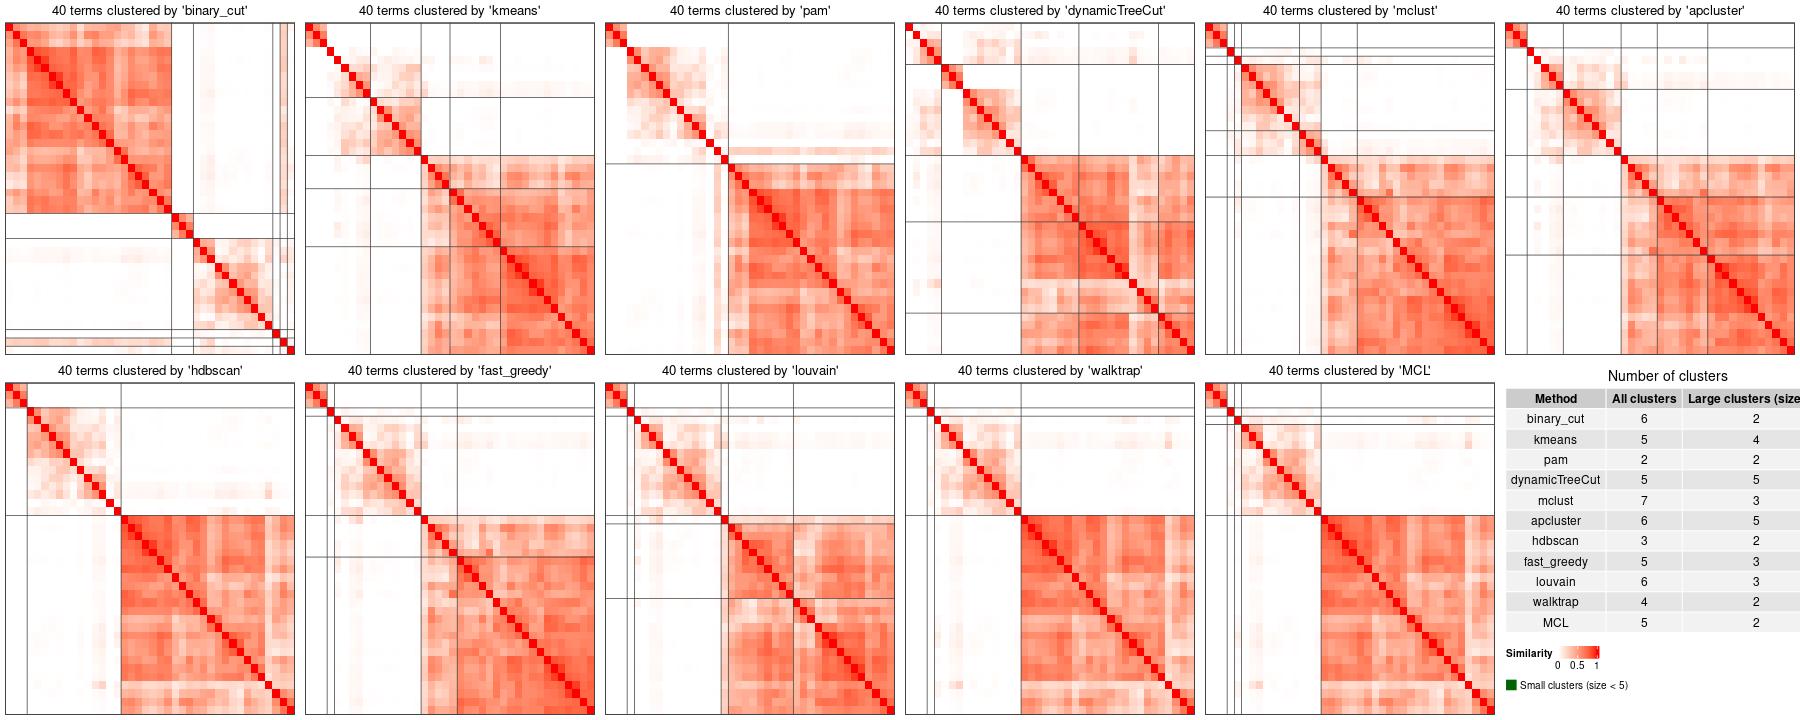 40 terms clustered by 'binary_cut'
40 terms clustered by 'kmeans'
40 terms clustered by 'pam'
40 terms clustered by 'dynamicTreeCut'
40 terms clustered by 'mclust'
40 terms clustered by 'apcluster'
40 terms clustered by 'hdbscan'
40 terms clustered by 'fast_greedy'
40 terms clustered by 'louvain'
40 terms clustered by 'walktrap'
40 terms clustered by 'MCL'
Number of clusters
Method All clusters Large clusters (size
binary_cut 6 2
kmeans 5 4
pam 2 2
dynamicTreeCut 5 5
mclust 7 3
apcluster 6 5
hdbscan 3 2
fast_greedy 5 3
louvain 6 3
walktrap 4 2
MCL 5 2
Similarity
0 0.5 1
Small clusters (size < 5)